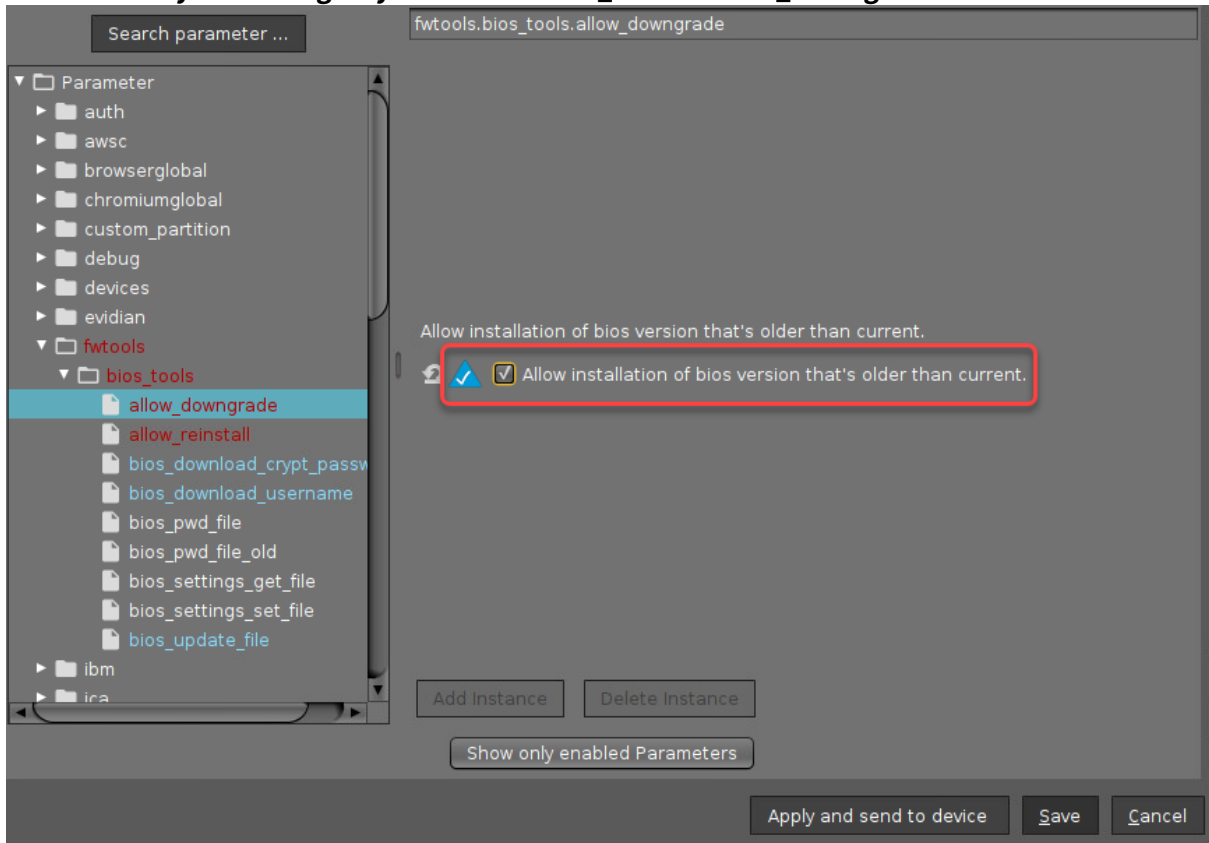 Search parameter ...
fwtools.bios_tools.allow_downgrade
Parameter
auth
awsc
browserglobal
chromiumglobal
custom_partition
debug
devices
evidian
fwtools
bios_tools
allow_downgrade
allow_reinstall
bios_download_crypt_passw
bios_download_username
bios_pwd_file
bios_pwd_file_old
bios_settings_get_file
bios_settings_set_file
bios_update_file
ibm
ica
Allow installation of bios version that's older than current.
Allow installation of bios version that's older than current.
Add Instance Delete Instance
Show only enabled Parameters
Apply and send to device Save Cancel